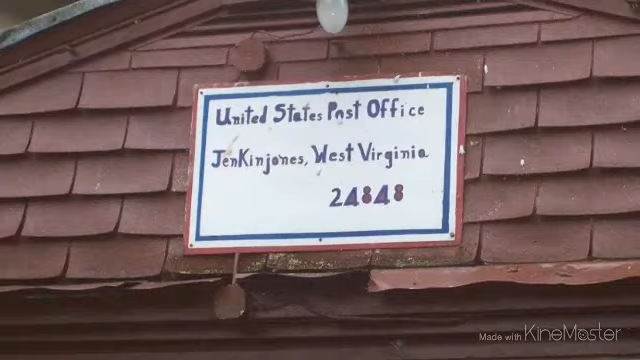 United States Post Office
Jenkinjones, West Virginia
24848
Made with KINEMASTER